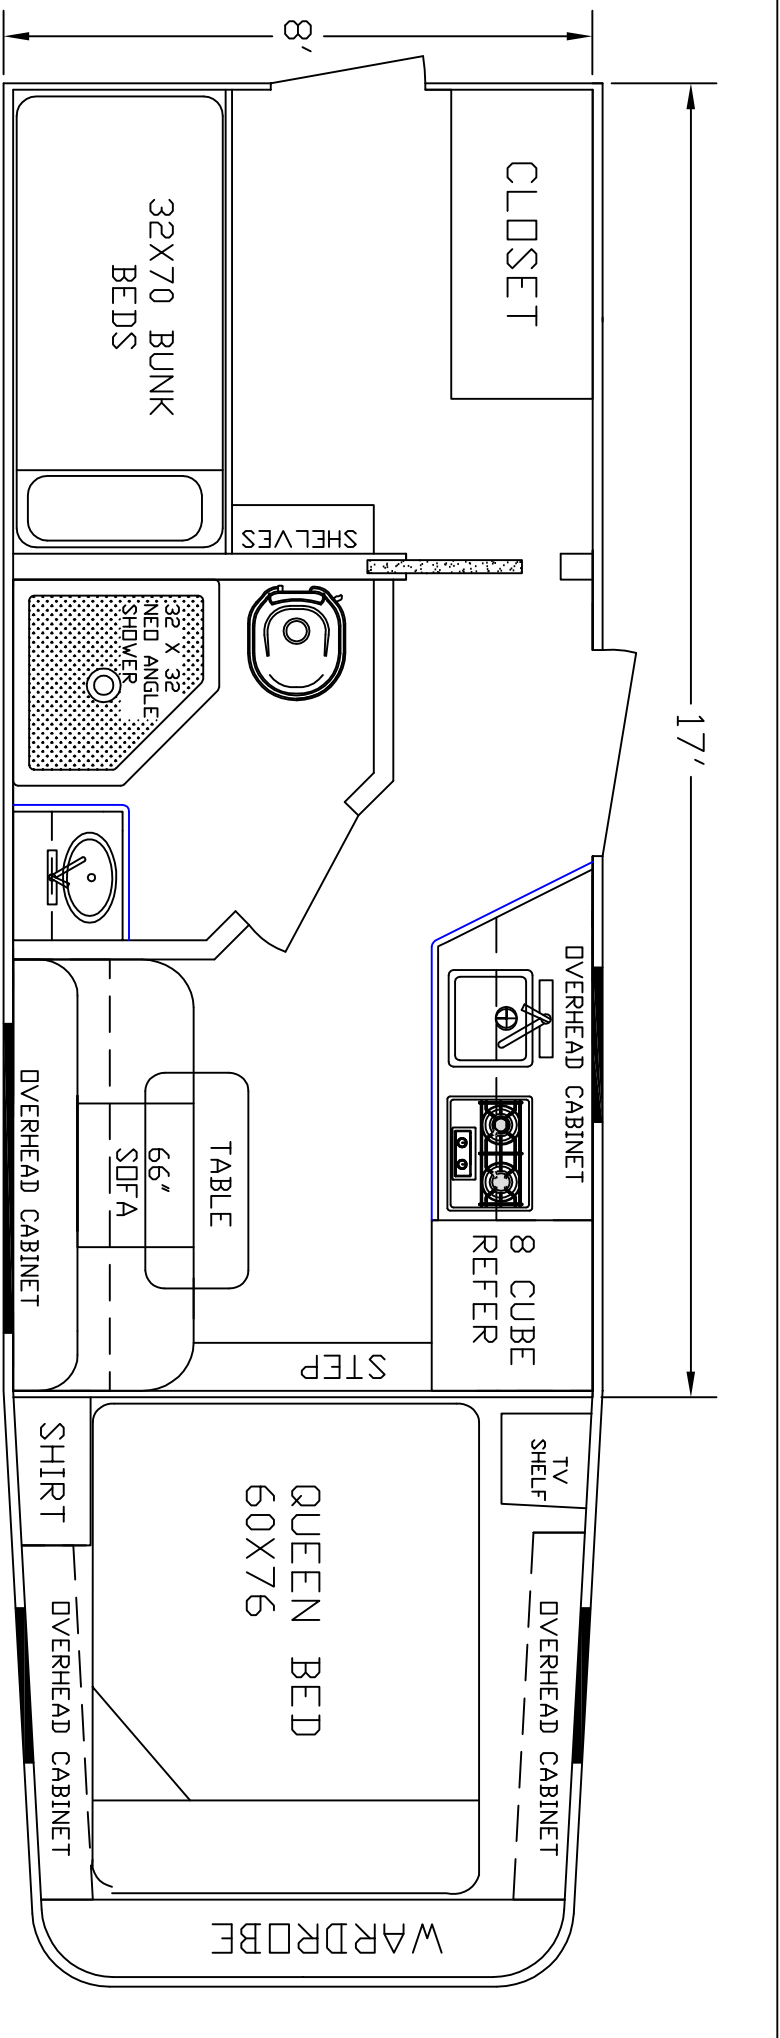 8'
17'
CLOSET
32X70 BUNK
BEDS
SHELVES
32 X 32
NEO ANGLE
SHOWER
OVERHEAD CABINET
TABLE
66"
SOFA
OVERHEAD CABINET
8 CUBE
REFER
STEP
TV
SHELF
QUEEN BED
60X76
SHIRT
OVERHEAD CABINET
OVERHEAD CABINET
WARDROBE